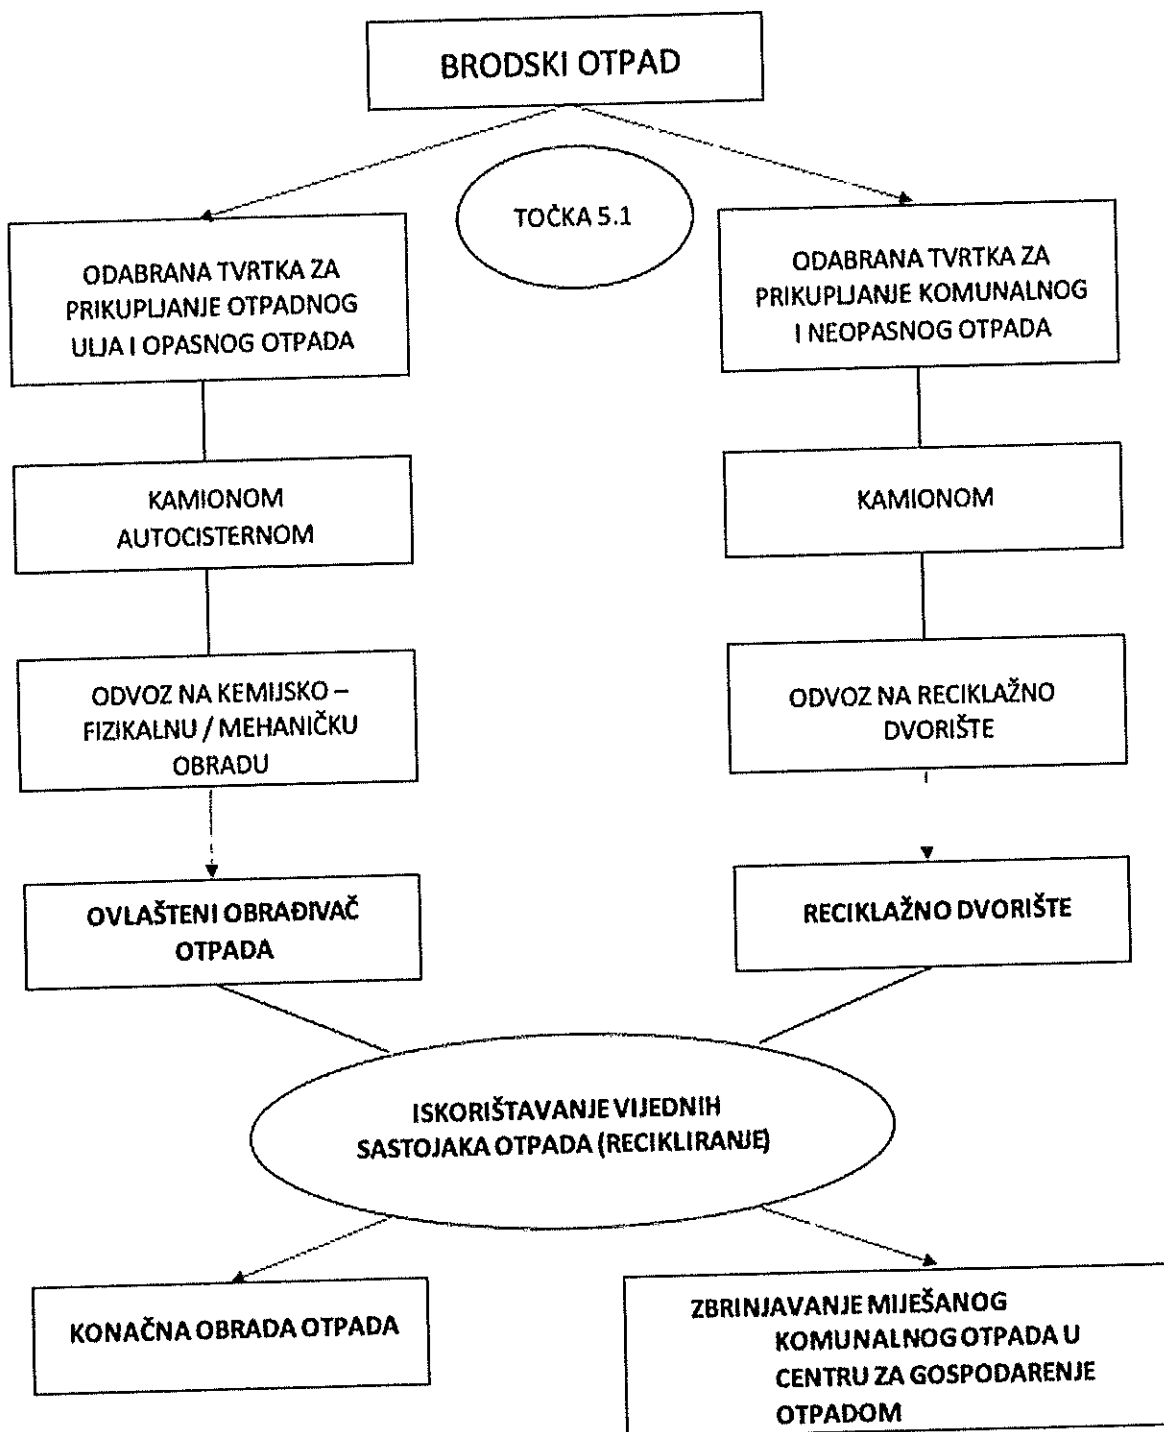 BRODSKI OTPAD
TOČKA 5.1
ODABRANA TVRTKA ZA
PRIKUPLJANJE OTPADNOG
ULJA I OPASNOG OTPADA
ODABRANA TVRTKA ZA
PRIKUPLJANJE KOMUNALNOG
I NEOPASNOG OTPADA
KAMIONOM
AUTOCISTERNOM
KAMIONOM
ODVOZ NA KEMIJSKO –
FIZIKALNU / MEHANIČKU
OBRADU
ODVOZ NA RECIKLAŽNO
DVORIŠTE
OVLAŠTENI OBRAĐIVAČ
OTPADA
RECIKLAŽNO DVORIŠTE
ISKORIŠTAVANJE VIJEDNIH
SASTOJAKA OTPADA (RECIKLIRANJE)
KONAČNA OBRADA OTPADA
ZBRINJAVANJE MIJEŠANOG
KOMUNALNOG OTPADA U
CENTRU ZA GOSPODARENJE
OTPADOM